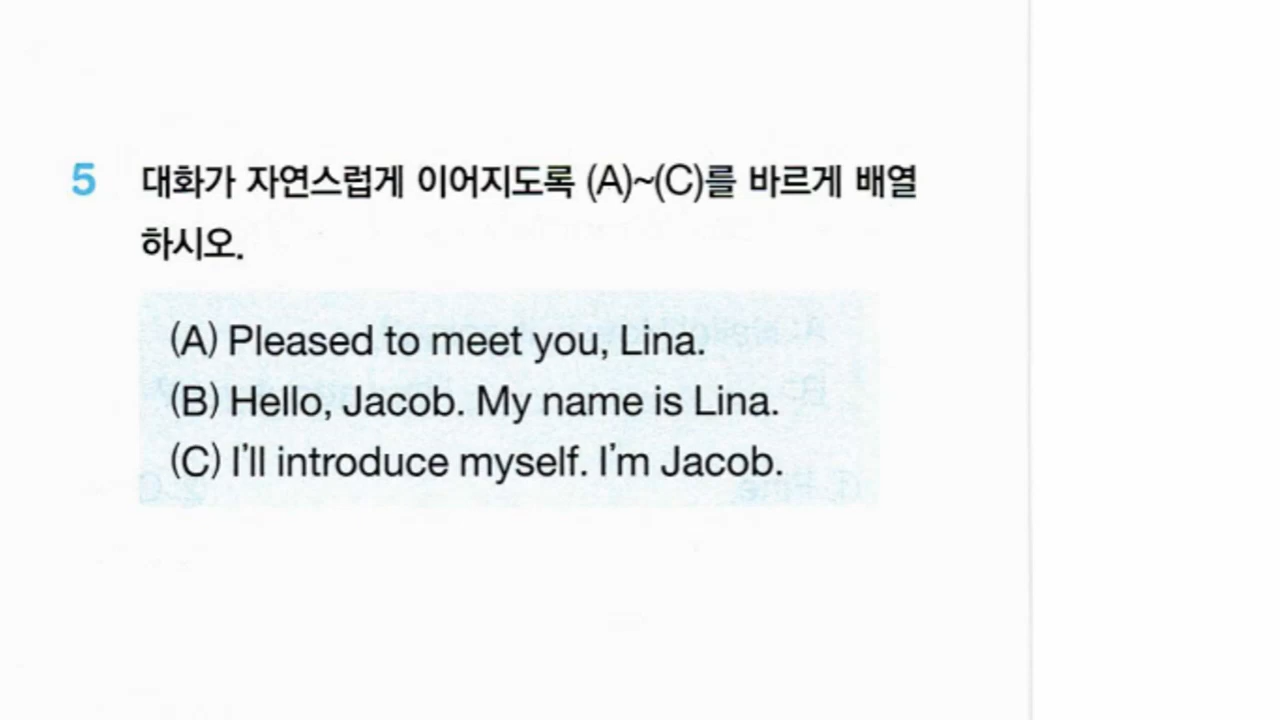 5 대화가 자연스럽게 이어지도록 (A)~(C)를 바르게 배열
하시오.
(A) Pleased to meet you, Lina.
(B) Hello, Jacob. My name is Lina.
(C) I'll introduce myself. I'm Jacob.